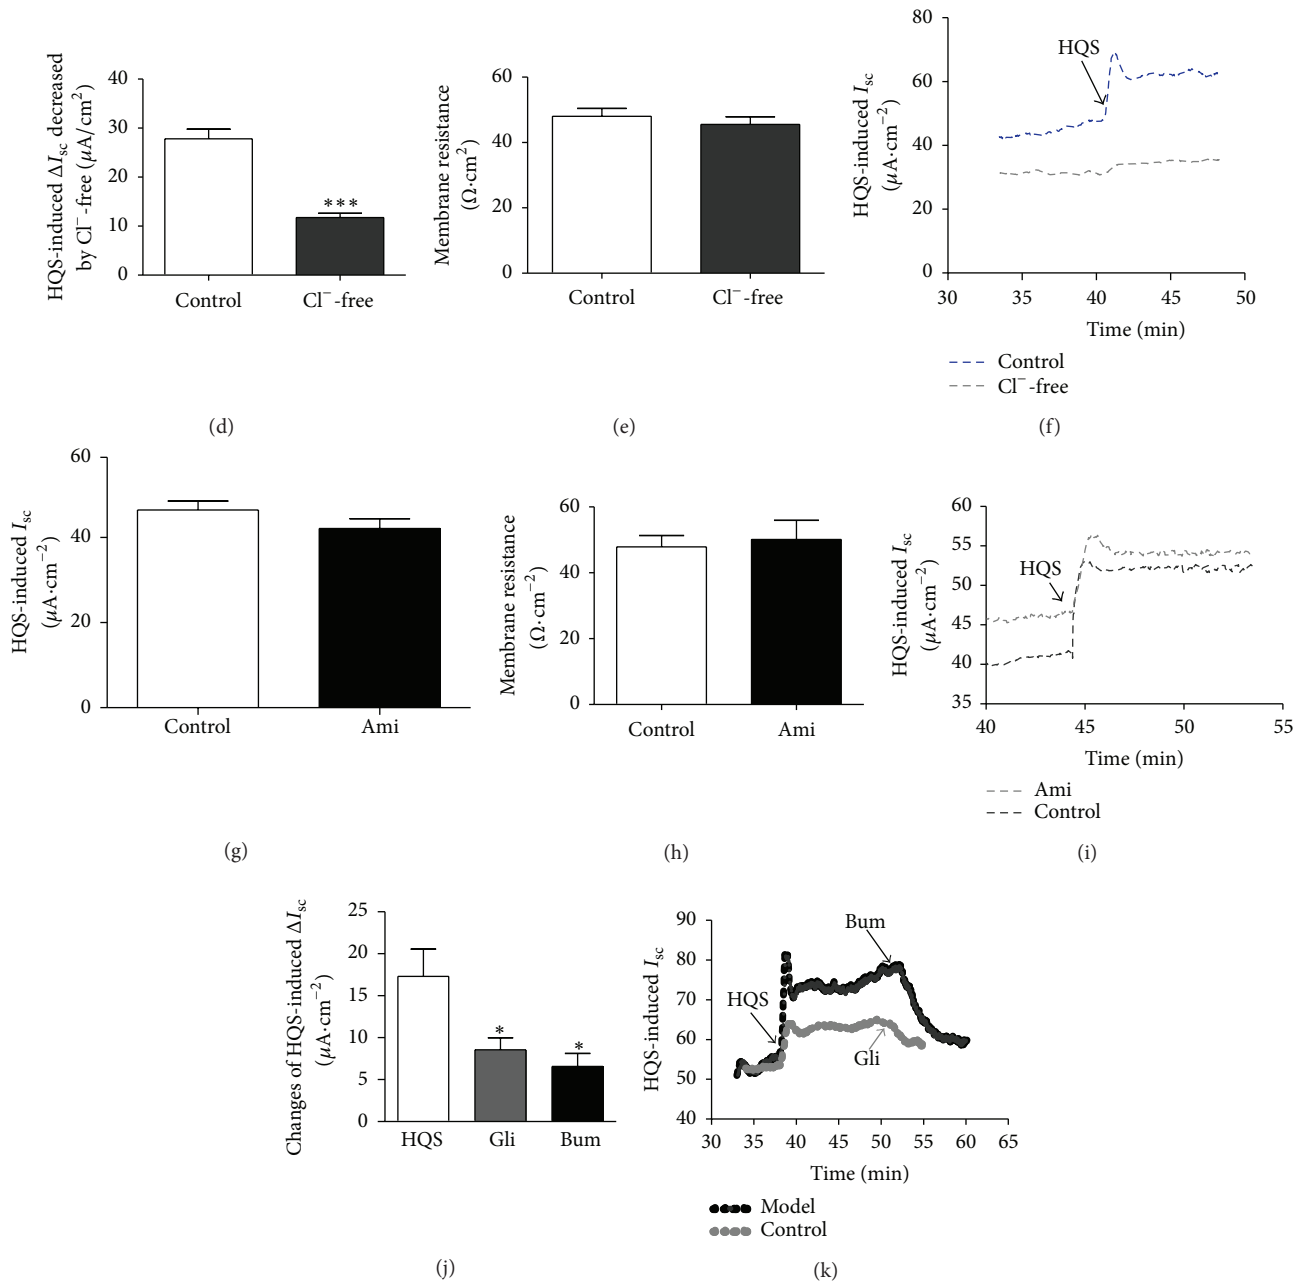 HQS-induced ΔIsc decreased
by Cl⁻-free (μA/cm²)
40
30
20
10
0
***
Control
Cl⁻-free
(d)
Membrane resistance
(Ω·cm²)
60
40
20
0
Control
Cl⁻-free
(e)
HQS-induced Isc
(μA·cm⁻²)
80
60
40
20
0
HQS
30
35
40
45
50
Time (min)
Control
Cl⁻-free
(f)
HQS-induced Isc
(μA·cm⁻²)
60
40
20
0
Control
Ami
(g)
Membrane resistance
(Ω·cm⁻²)
60
40
20
0
Control
Ami
(h)
HQS-induced Isc
(μA·cm⁻²)
60
55
50
45
40
35
HQS
40
45
50
55
Time (min)
Ami
Control
(i)
Changes of HQS-induced ΔIsc
(μA·cm⁻²)
25
20
15
10
5
0
*
*
HQS
Gli
Bum
(j)
HQS-induced Isc
90
80
70
60
50
40
Bum
HQS
Gli
30
35
40
45
50
55
60
65
Time (min)
Model
Control
(k)